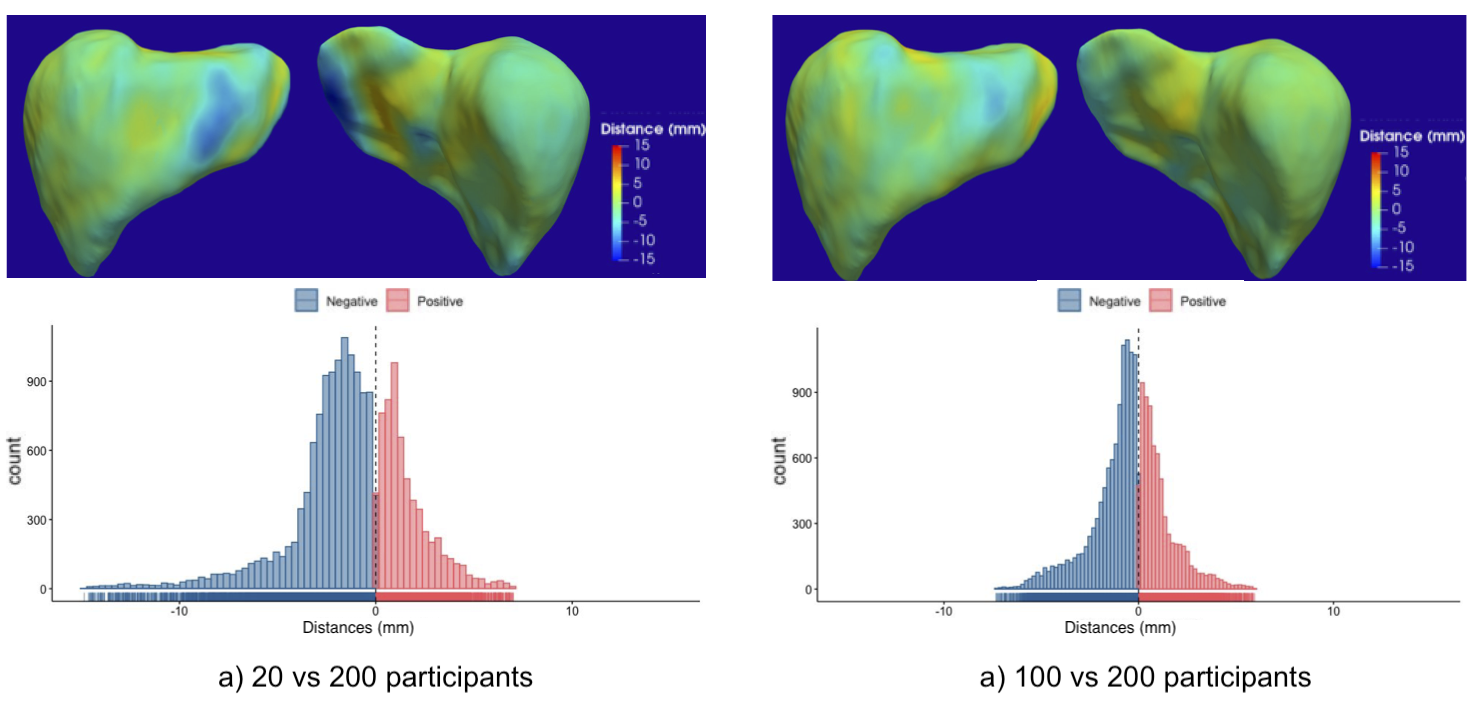 Distance (mm)
15
10
5
0
-5
-10
-15
Negative Positive
900
600
300
0
count
-10 0 10
Distances (mm)
a) 20 vs 200 participants
Distance (mm)
15
10
5
0
-5
-10
-15
Negative Positive
900
600
300
0
count
-10 0 10
Distances (mm)
a) 100 vs 200 participants